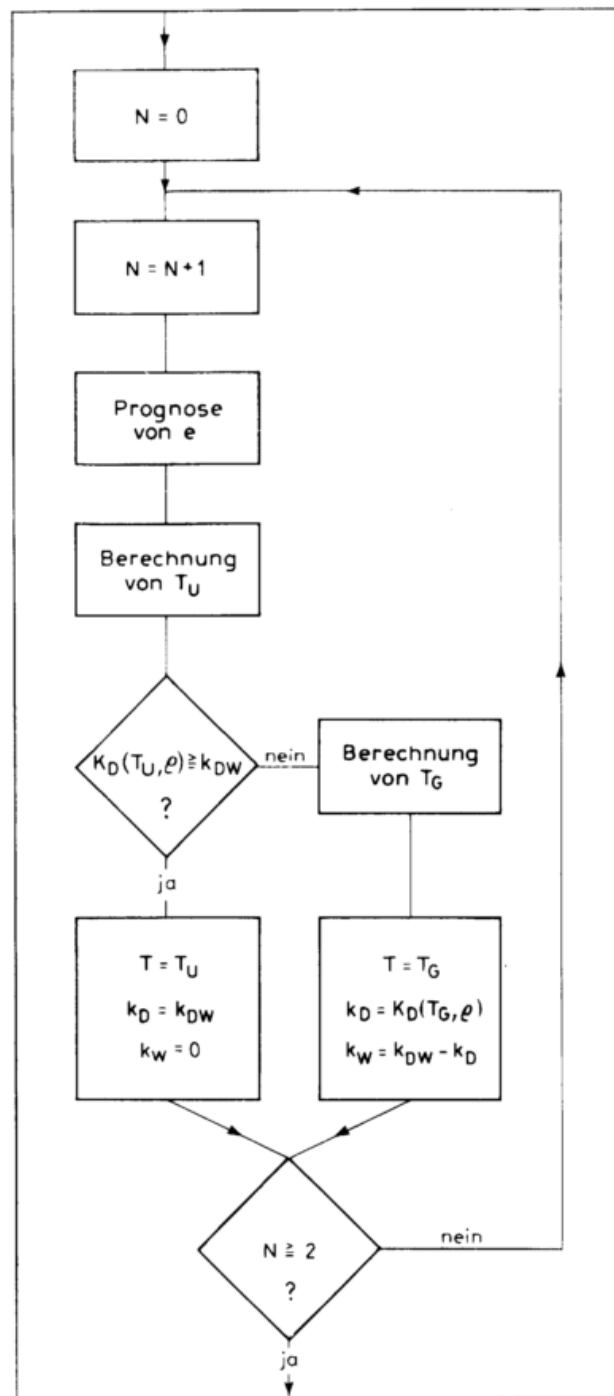 N = 0
N = N + 1
Prognose
von e
Berechnung
von T_U
K_D(T_U, ρ) ≧ k_DW
?
nein
Berechnung
von T_G
ja
T = T_U
k_D = k_DW
k_W = 0
T = T_G
k_D = K_D(T_G, ρ)
k_W = k_DW - k_D
N ≧ 2
?
nein
ja